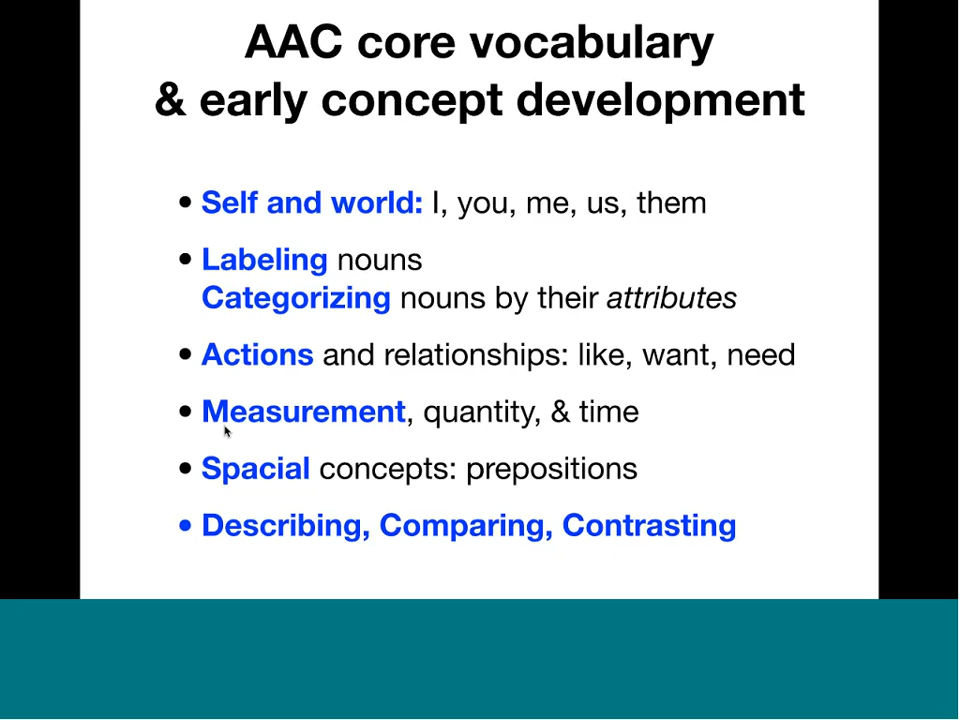 AAC core vocabulary
& early concept development
• Self and world: I, you, me, us, them
• Labeling nouns
Categorizing nouns by their attributes
• Actions and relationships: like, want, need
• Measurement, quantity, & time
• Spacial concepts: prepositions
• Describing, Comparing, Contrasting